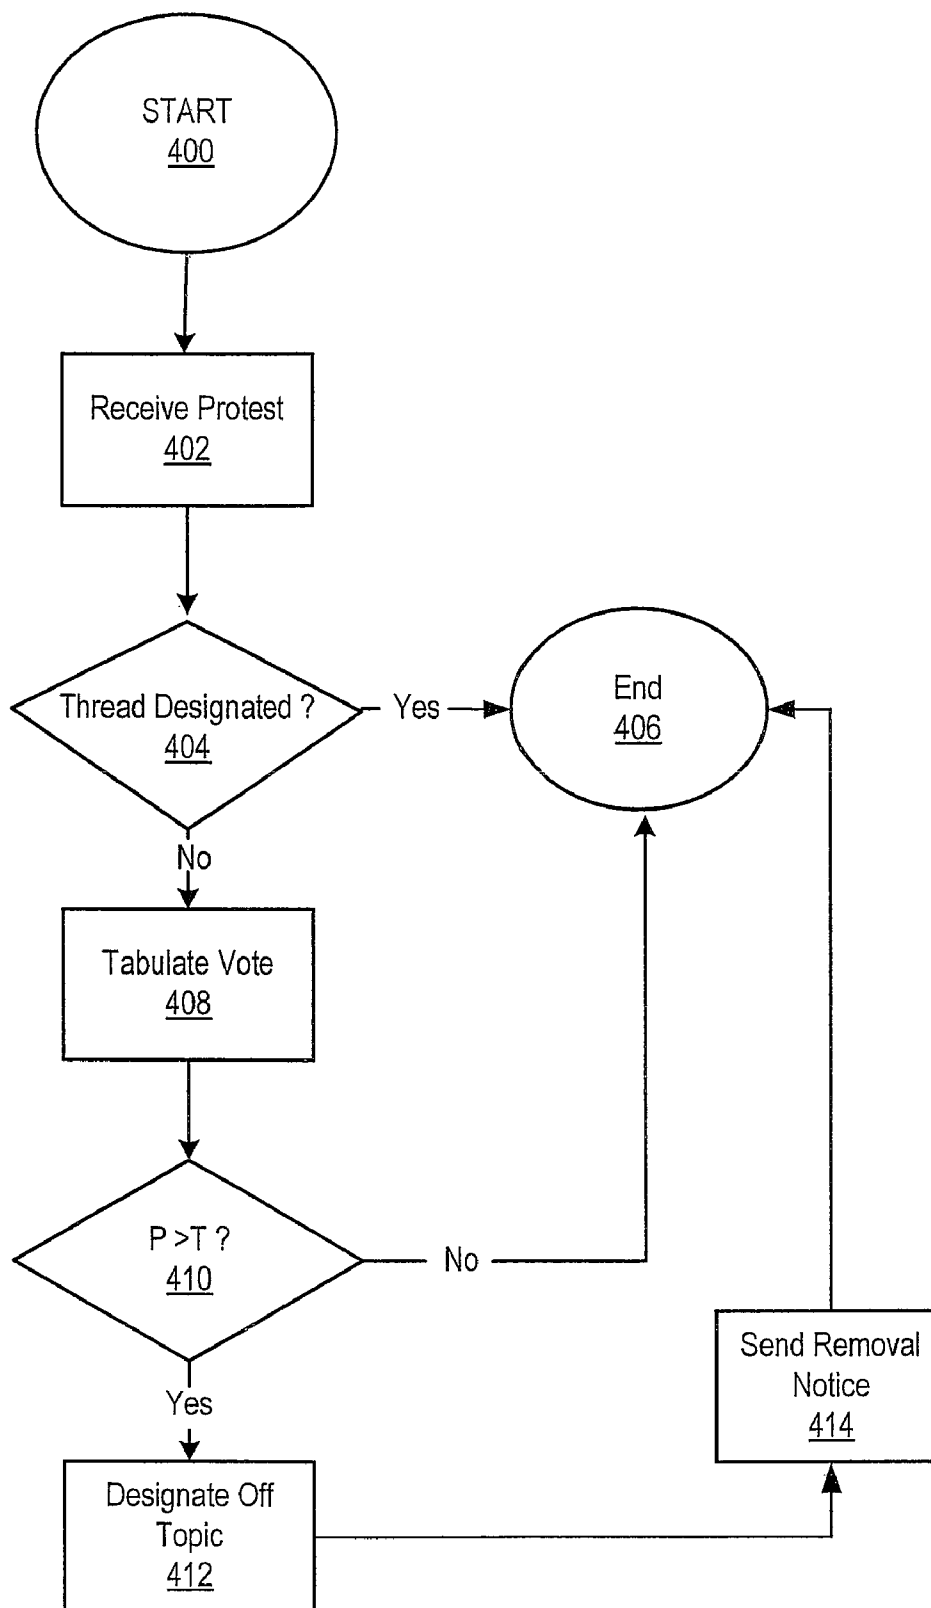 START
400
Receive Protest
402
Thread Designated ?
404
Yes
End
406
No
Tabulate Vote
408
P >T ?
410
No
Yes
Send Removal
Notice
414
Designate Off
Topic
412